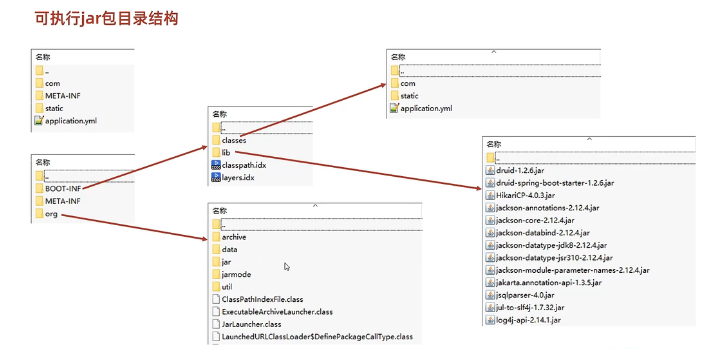 可执行jar包目录结构
名称
..
com
META-INF
static
application.yml
名称
..
BOOT-INF
META-INF
org
名称
..
classes
lib
classpath.idx
layers.idx
名称
..
archive
data
jar
jarmode
util
ClassPathIndexFile.class
ExecutableArchiveLauncher.class
JarLauncher.class
LaunchedURLClassLoader$DefinePackageCallType.class
名称
..
com
static
application.yml
名称
..
druid-1.2.6.jar
druid-spring-boot-starter-1.2.6.jar
HikariCP-4.0.3.jar
jackson-annotations-2.12.4.jar
jackson-core-2.12.4.jar
jackson-databind-2.12.4.jar
jackson-datatype-jdk8-2.12.4.jar
jackson-datatype-jsr310-2.12.4.jar
jackson-module-parameter-names-2.12.4.jar
jakarta.annotation-api-1.3.5.jar
jsqlparser-4.0.jar
jul-to-slf4j-1.7.32.jar
log4j-api-2.14.1.jar